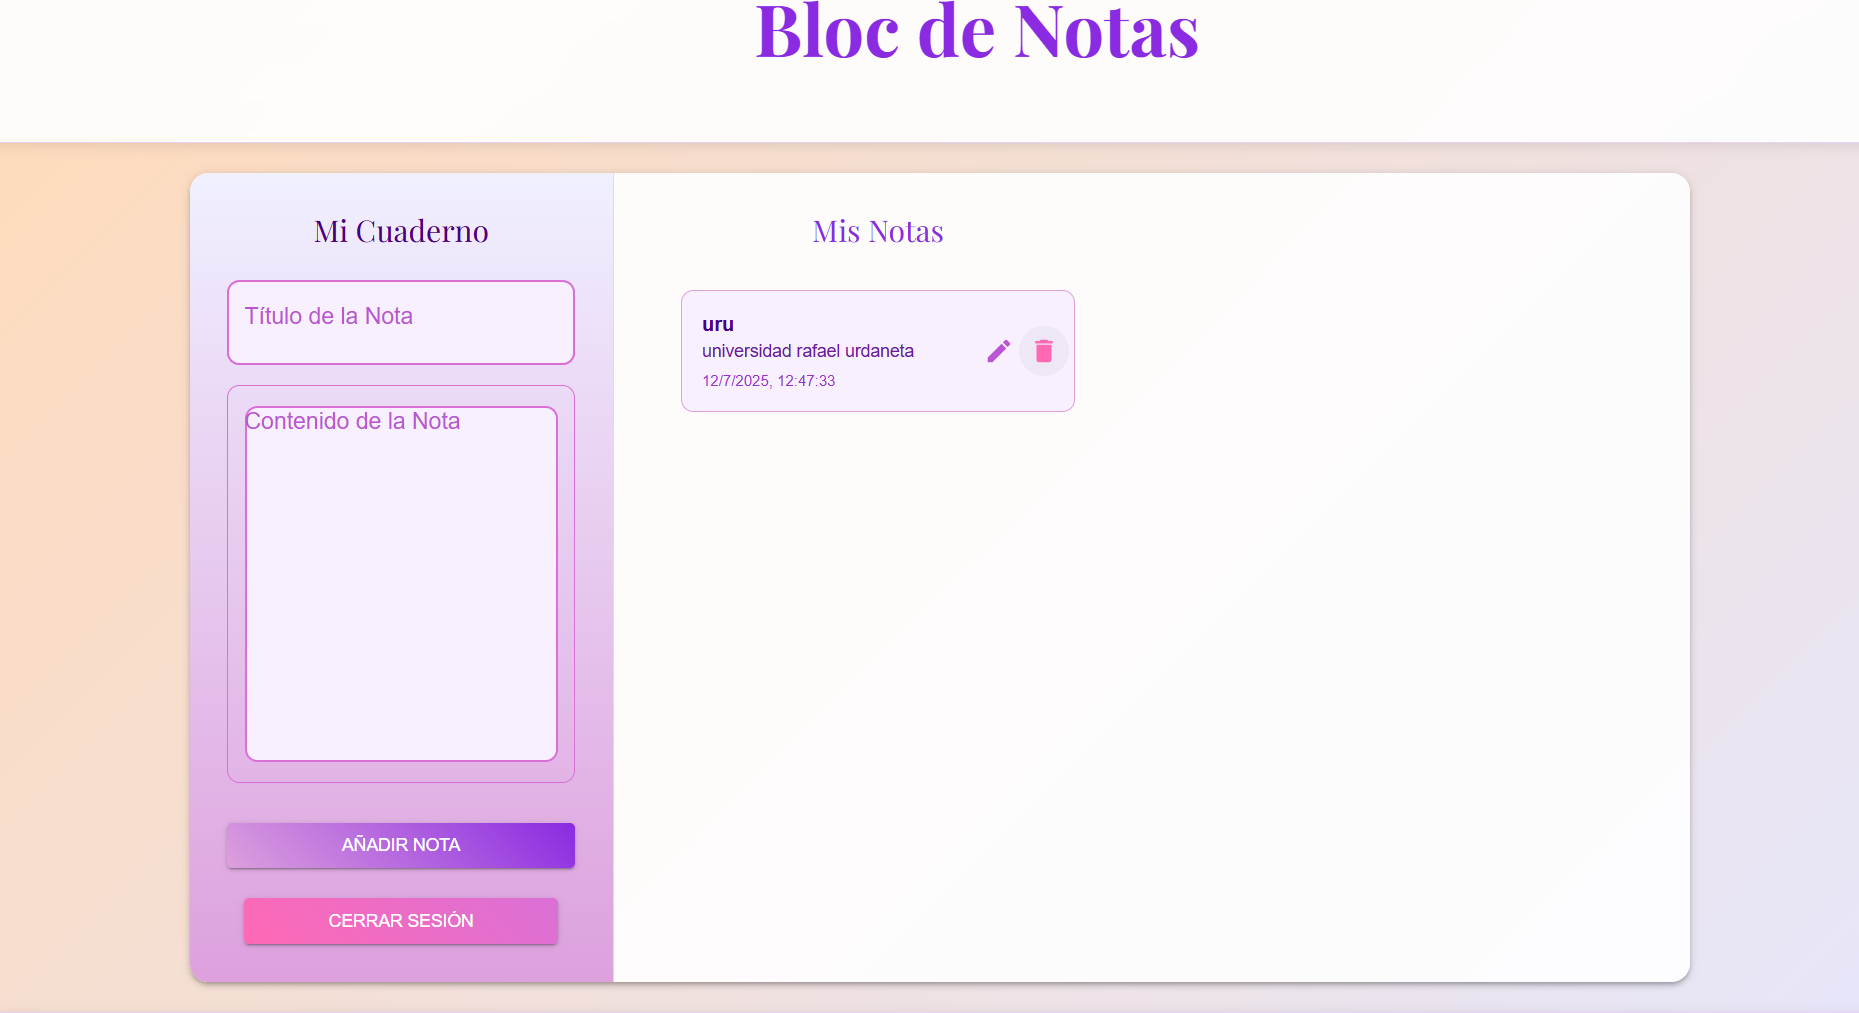 Bloc de Notas
Mi Cuaderno
Título de la Nota
Contenido de la Nota
AÑADIR NOTA
CERRAR SESIÓN
Mis Notas
uru
universidad rafael urdaneta
12/7/2025, 12:47:33